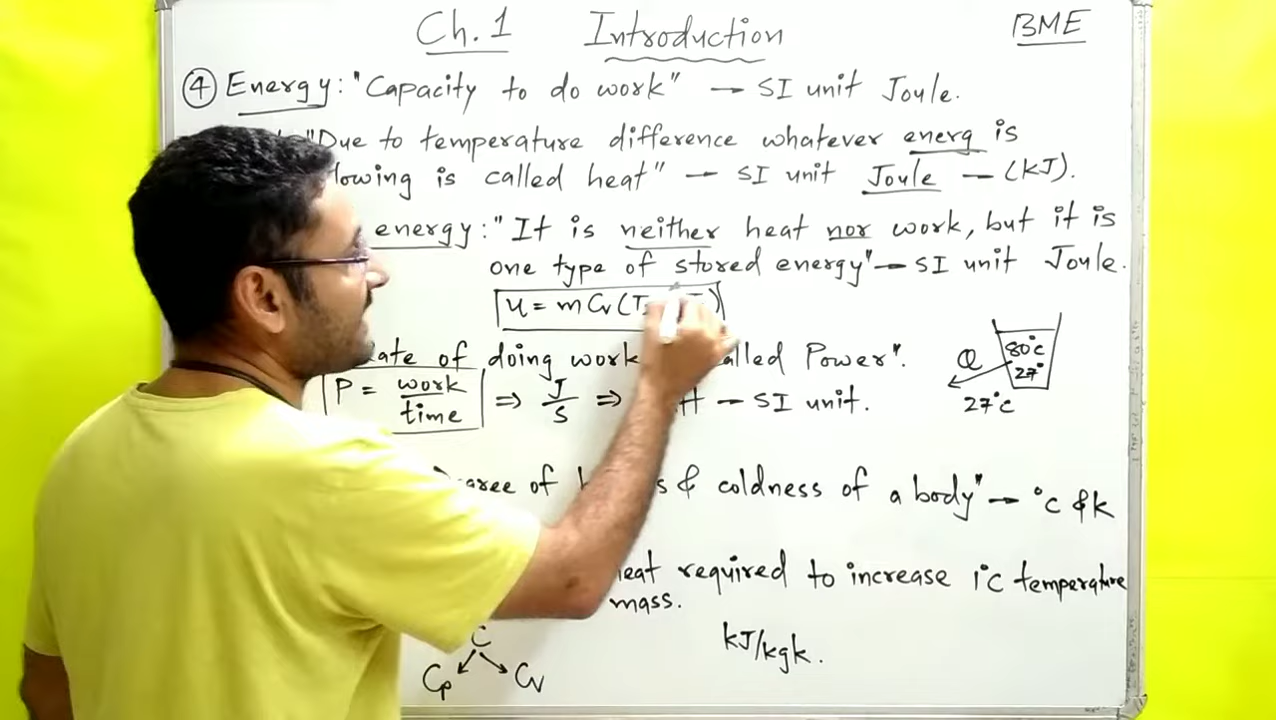 Ch.1 Introduction BME
④ Energy: "Capacity to do work" — SI unit Joule.
"Due to temperature difference whatever energ is
lowing is called heat" — SI unit Joule — (kJ).
energy: "It is neither heat nor work, but it is
one type of stored energy" — SI unit Joule.
U = m Cv (T
ate of doing work alled Power".
P = work/time ⇒ J/s ⇒ tt — SI unit.
Q 80°c
27°
27°c
gree of s & coldness of a body" — °c & k
eat required to increase 1°c temperature
mass.
kJ/kgk.
C
Cp Cv